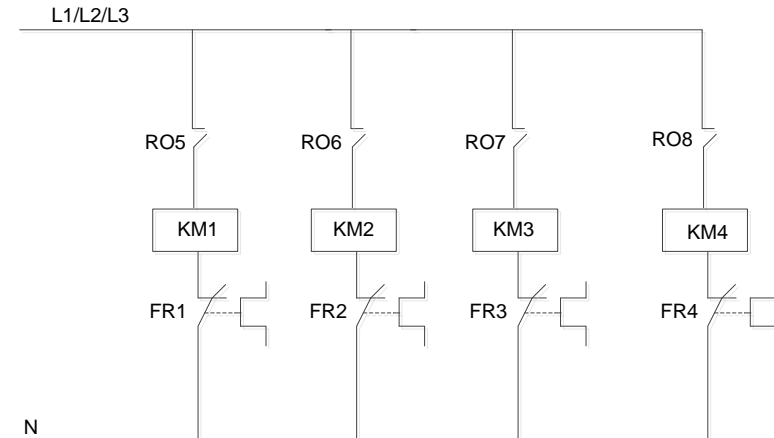 L1/L2/L3
RO5 RO6 RO7 RO8
KM1 KM2 KM3 KM4
FR1 FR2 FR3 FR4
N